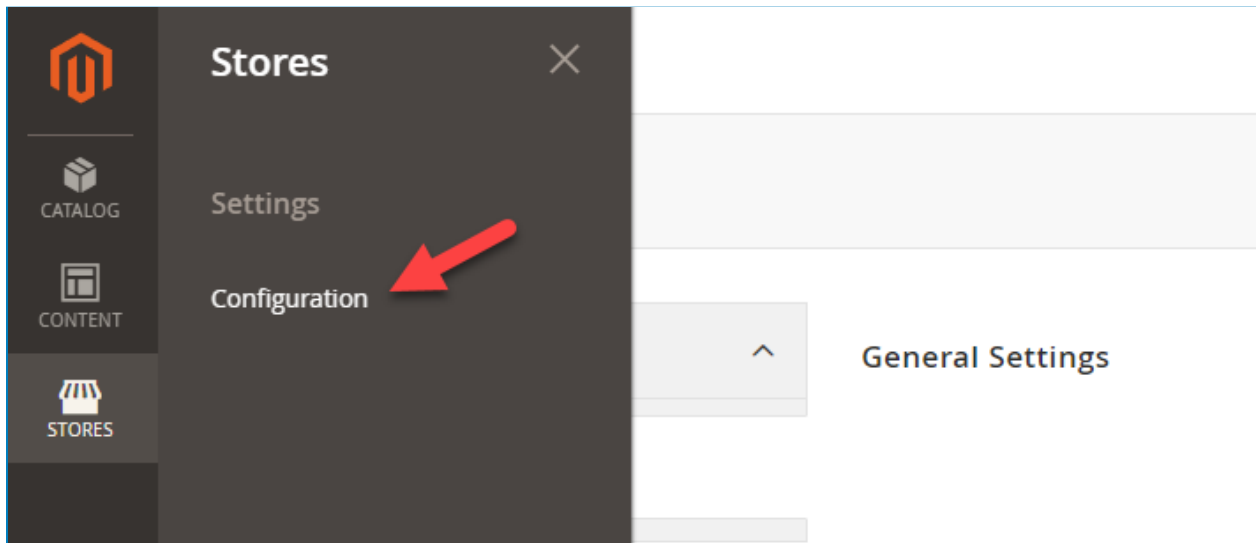 Stores
CATALOG
Settings
CONTENT
Configuration
General Settings
STORES